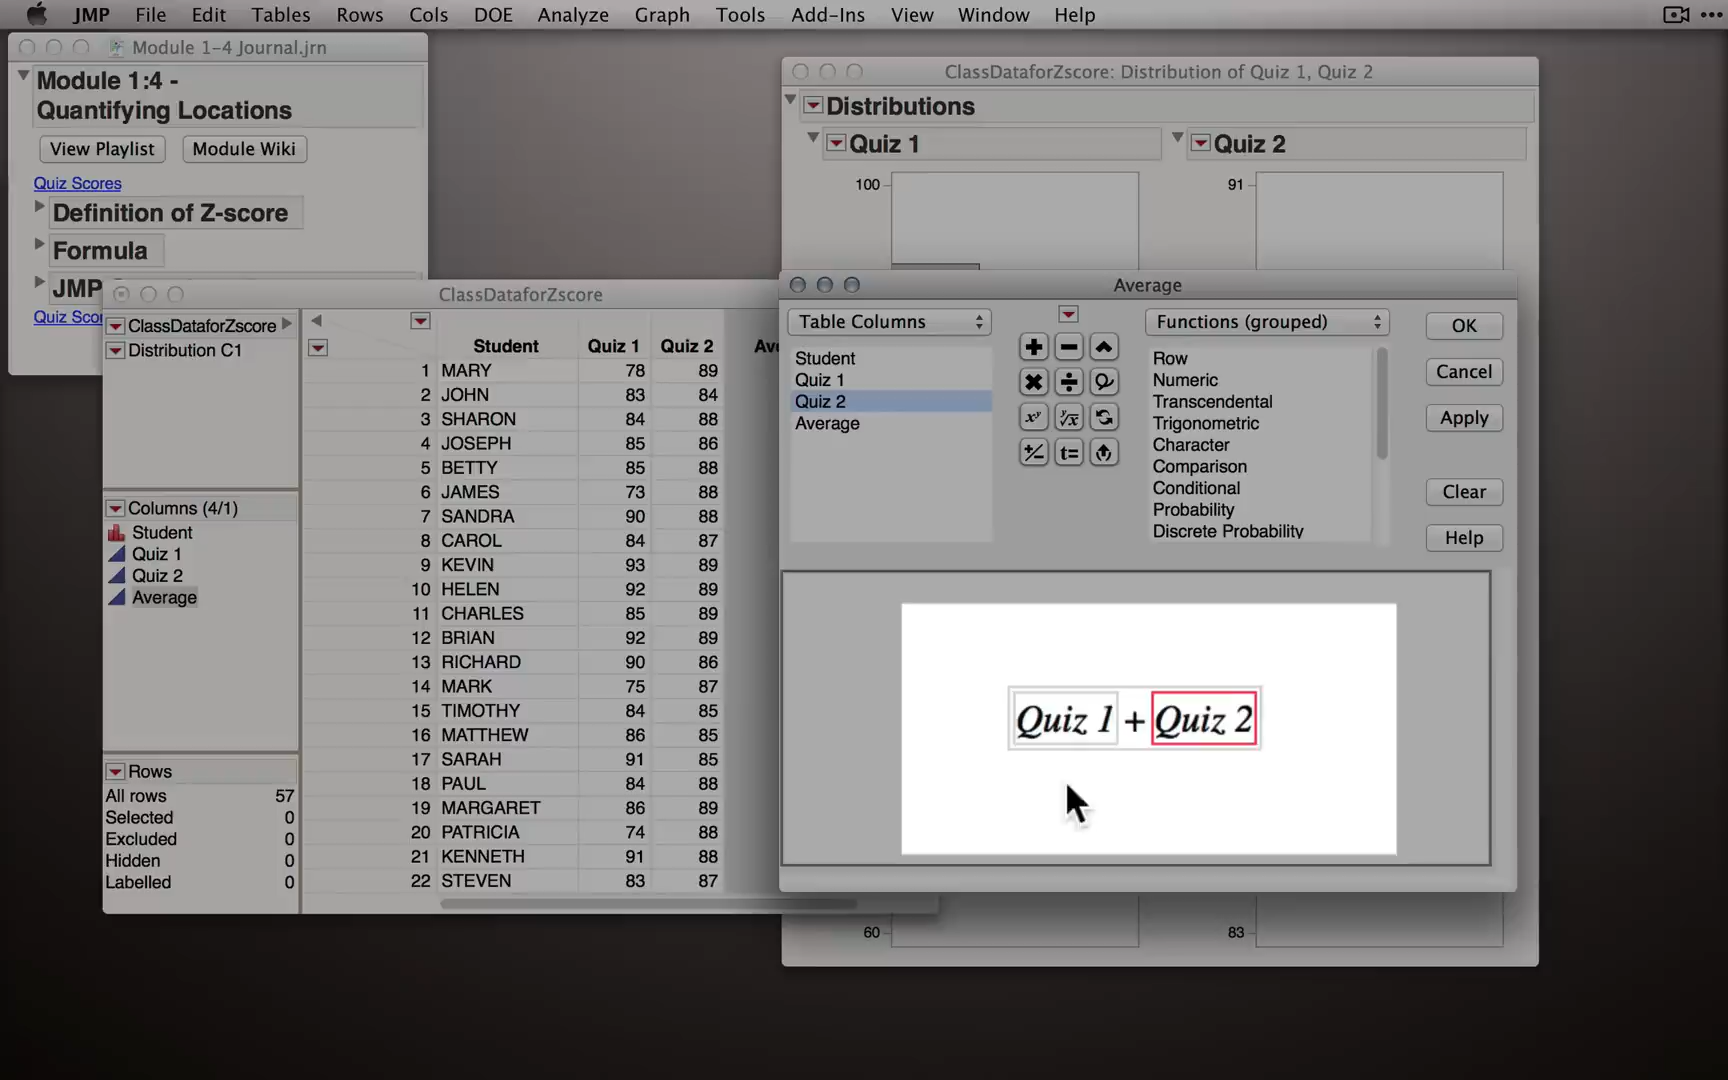 JMP File Edit Tables Rows Cols DOE Analyze Graph Tools Add-Ins View Window Help
Module 1-4 Journal.jrn
Module 1:4 -
Quantifying Locations
View Playlist Module Wiki
Quiz Scores
Definition of Z-score
Formula
JMP
Quiz Scor
ClassDataforZscore: Distribution of Quiz 1, Quiz 2
Distributions
Quiz 1 Quiz 2
100 91
60 83
ClassDataforZscore
ClassDataforZscore
Distribution C1
Columns (4/1)
Student
Quiz 1
Quiz 2
Average
Rows
All rows 57
Selected 0
Excluded 0
Hidden 0
Labelled 0
Student Quiz 1 Quiz 2 Ave
1 MARY 78 89
2 JOHN 83 84
3 SHARON 84 88
4 JOSEPH 85 86
5 BETTY 85 88
6 JAMES 73 88
7 SANDRA 90 88
8 CAROL 84 87
9 KEVIN 93 89
10 HELEN 92 89
11 CHARLES 85 89
12 BRIAN 92 89
13 RICHARD 90 86
14 MARK 75 87
15 TIMOTHY 84 85
16 MATTHEW 86 85
17 SARAH 91 85
18 PAUL 84 88
19 MARGARET 86 89
20 PATRICIA 74 88
21 KENNETH 91 88
22 STEVEN 83 87
Average
Table Columns
Student
Quiz 1
Quiz 2
Average
Functions (grouped)
Row
Numeric
Transcendental
Trigonometric
Character
Comparison
Conditional
Probability
Discrete Probability
OK
Cancel
Apply
Clear
Help
Quiz 1 + Quiz 2